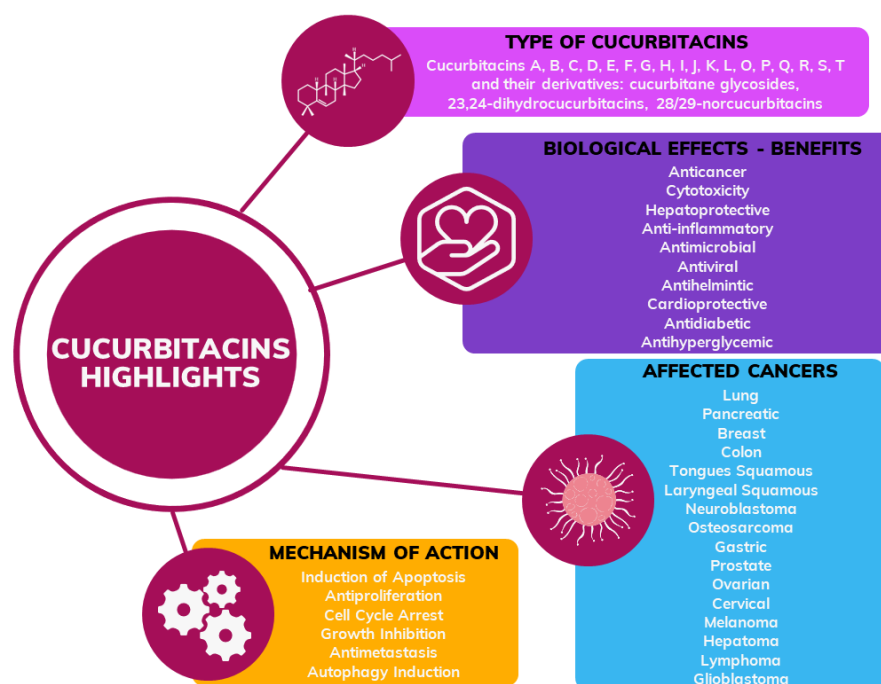 TYPE OF CUCURBITACINS
Cucurbitacins A, B, C, D, E, F, G, H, I, J, K, L, O, P, Q, R, S, T
and their derivatives: cucurbitane glycosides,
23,24-dihydrocucurbitacins, 28/29-norcucurbitacins
BIOLOGICAL EFFECTS - BENEFITS
Anticancer
Cytotoxicity
Hepatoprotective
Anti-inflammatory
Antimicrobial
Antiviral
Antihelmintic
Cardioprotective
Antidiabetic
Antihyperglycemic
CUCURBITACINS
HIGHLIGHTS
AFFECTED CANCERS
Lung
Pancreatic
Breast
Colon
Tongues Squamous
Laryngeal Squamous
Neuroblastoma
Osteosarcoma
Gastric
Prostate
Ovarian
Cervical
Melanoma
Hepatoma
Lymphoma
Glioblastoma
MECHANISM OF ACTION
Induction of Apoptosis
Antiproliferation
Cell Cycle Arrest
Growth Inhibition
Antimetastasis
Autophagy Induction